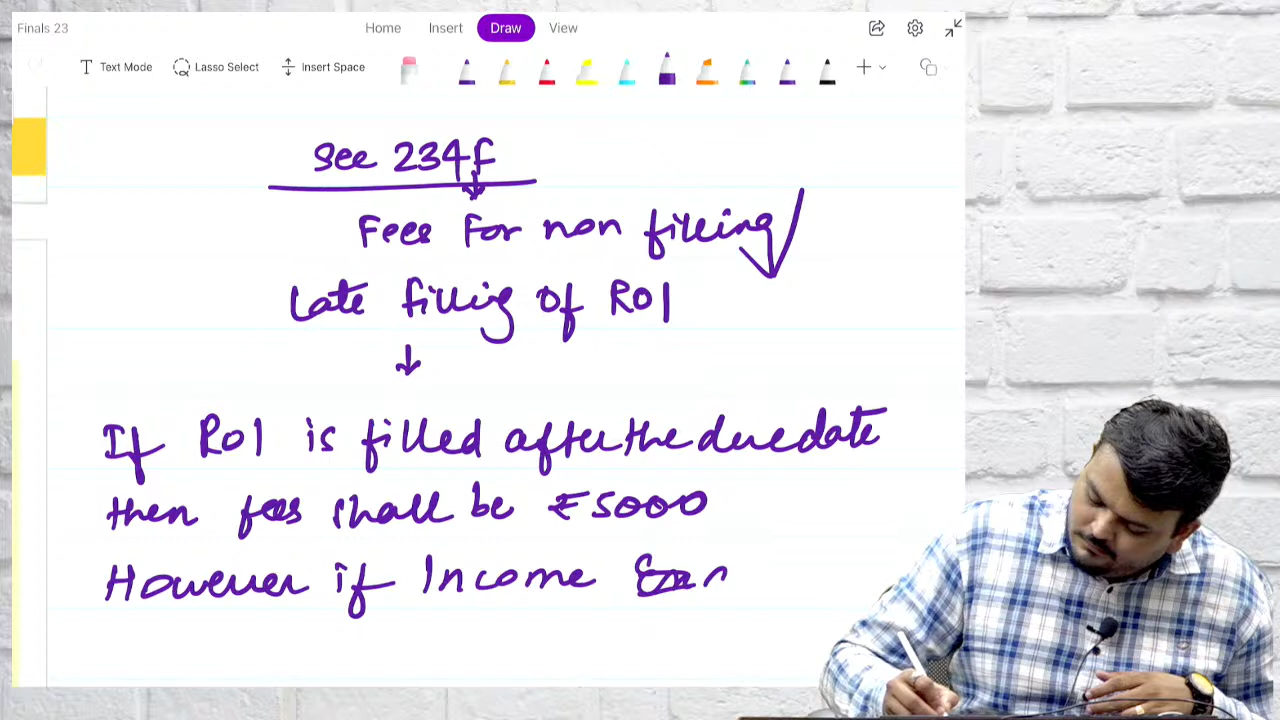 Finals 23
Home Insert Draw View
Text Mode Lasso Select Insert Space
See 234f
Fees For non filling
Late filling of ROI
If ROI is filled after the due date
then fees shall be ₹5000
However if Income